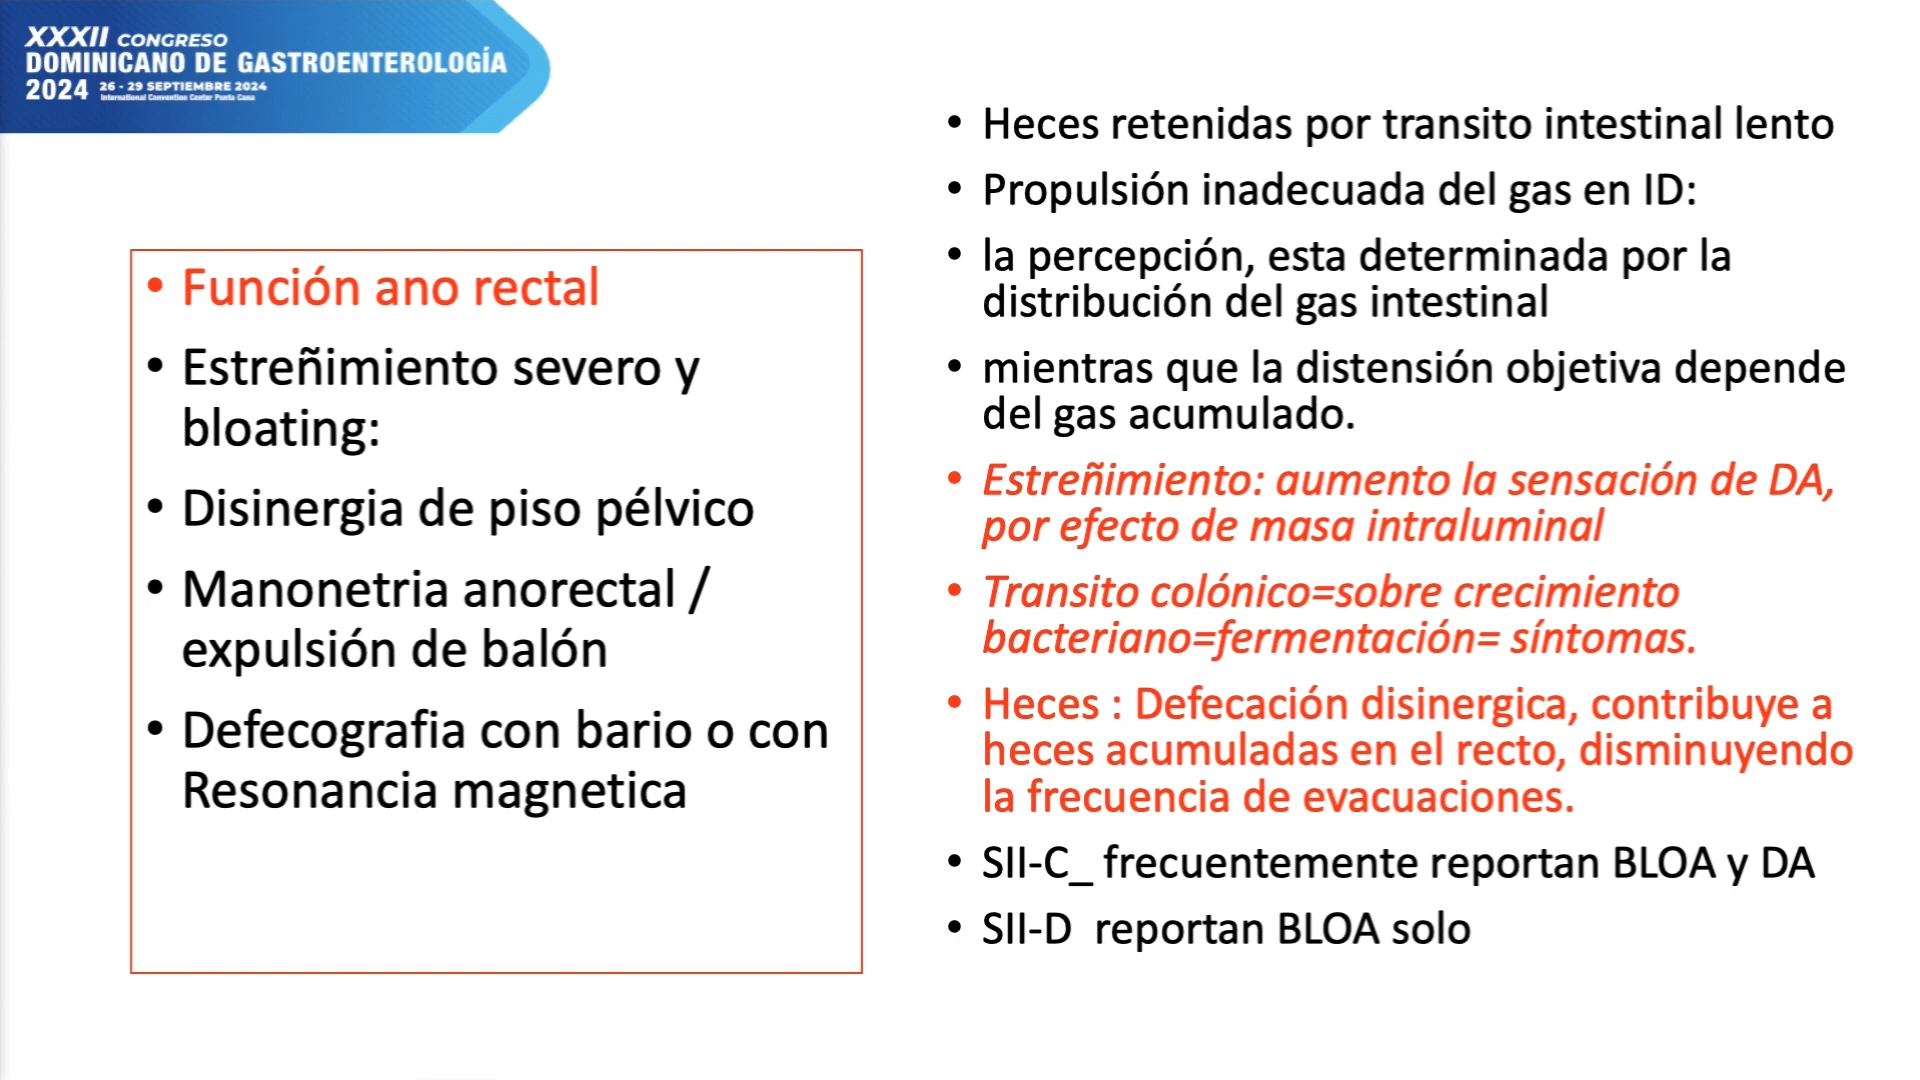 XXXII CONGRESO
DOMINICANO DE GASTROENTEROLOGÍA
2024 26 - 29 SEPTIEMBRE 2024
International Convention Center Punta Cana
• Función ano rectal
• Estreñimiento severo y
bloating:
• Disinergia de piso pélvico
• Manonetria anorectal /
expulsión de balón
• Defecografia con bario o con
Resonancia magnetica
• Heces retenidas por transito intestinal lento
• Propulsión inadecuada del gas en ID:
• la percepción, esta determinada por la
distribución del gas intestinal
• mientras que la distensión objetiva depende
del gas acumulado.
• Estreñimiento: aumento la sensación de DA,
por efecto de masa intraluminal
• Transito colónico=sobre crecimiento
bacteriano=fermentación= síntomas.
• Heces : Defecación disinergica, contribuye a
heces acumuladas en el recto, disminuyendo
la frecuencia de evacuaciones.
• SII-C_ frecuentemente reportan BLOA y DA
• SII-D  reportan BLOA solo